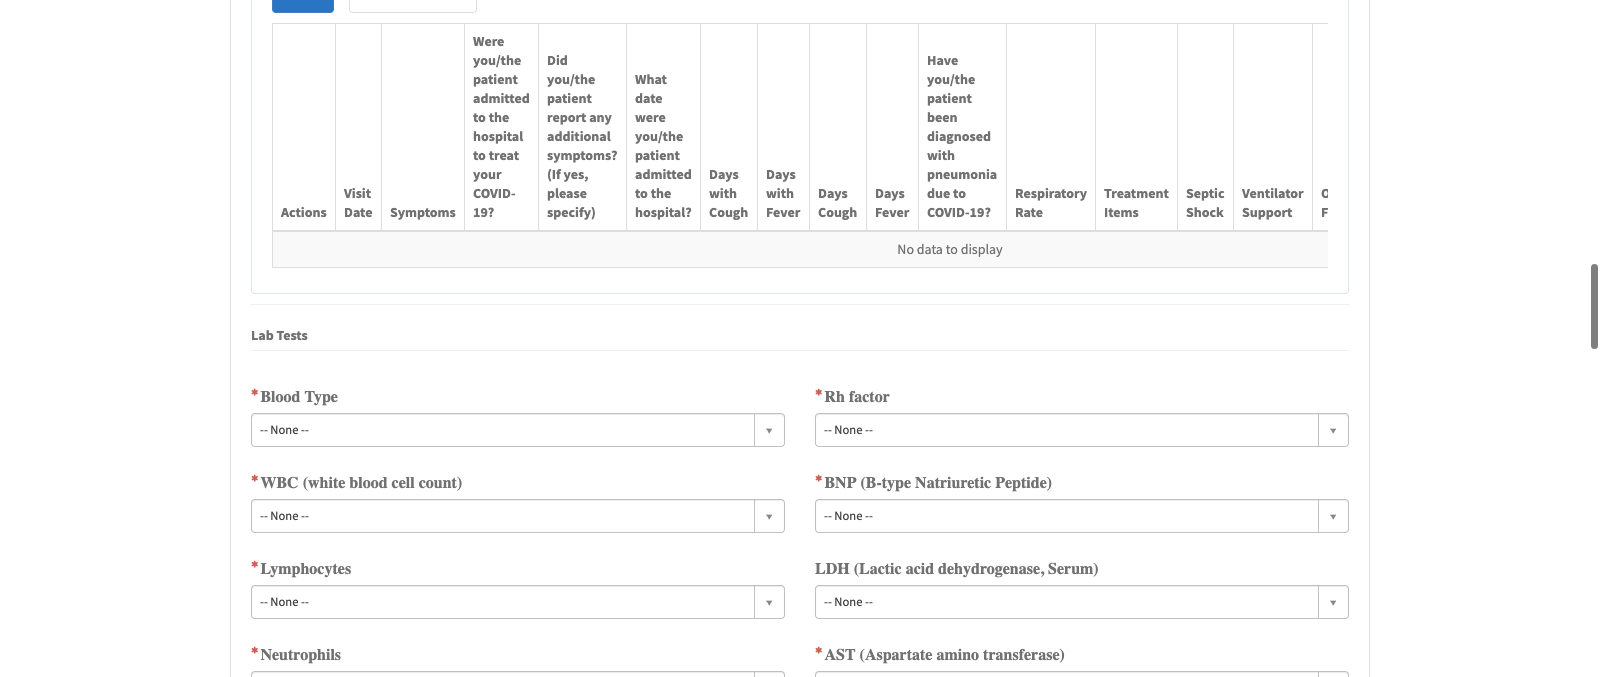 Actions
Visit
Date
Symptoms
Were
you/the
patient
admitted
to the
hospital
to treat
your
COVID-
19?
Did
you/the
patient
report any
additional
symptoms?
(If yes,
please
specify)
What
date
were
you/the
patient
admitted
to the
hospital?
Days
with
Cough
Days
with
Fever
Days
Cough
Days
Fever
Have
you/the
patient
been
diagnosed
with
pneumonia
due to
COVID-19?
Respiratory
Rate
Treatment
Items
Septic
Shock
Ventilator
Support
No data to display
Lab Tests
*Blood Type
-- None --
*Rh factor
-- None --
*WBC (white blood cell count)
-- None --
*BNP (B-type Natriuretic Peptide)
-- None --
*Lymphocytes
-- None --
LDH (Lactic acid dehydrogenase, Serum)
-- None --
*Neutrophils
*AST (Aspartate amino transferase)